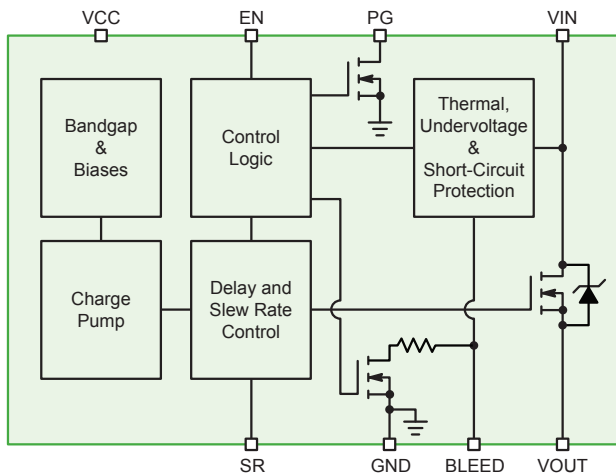 VCC EN PG VIN
Bandgap
&
Biases
Control
Logic
Thermal,
Undervoltage
&
Short-Circuit
Protection
Charge
Pump
Delay and
Slew Rate
Control
SR GND BLEED VOUT